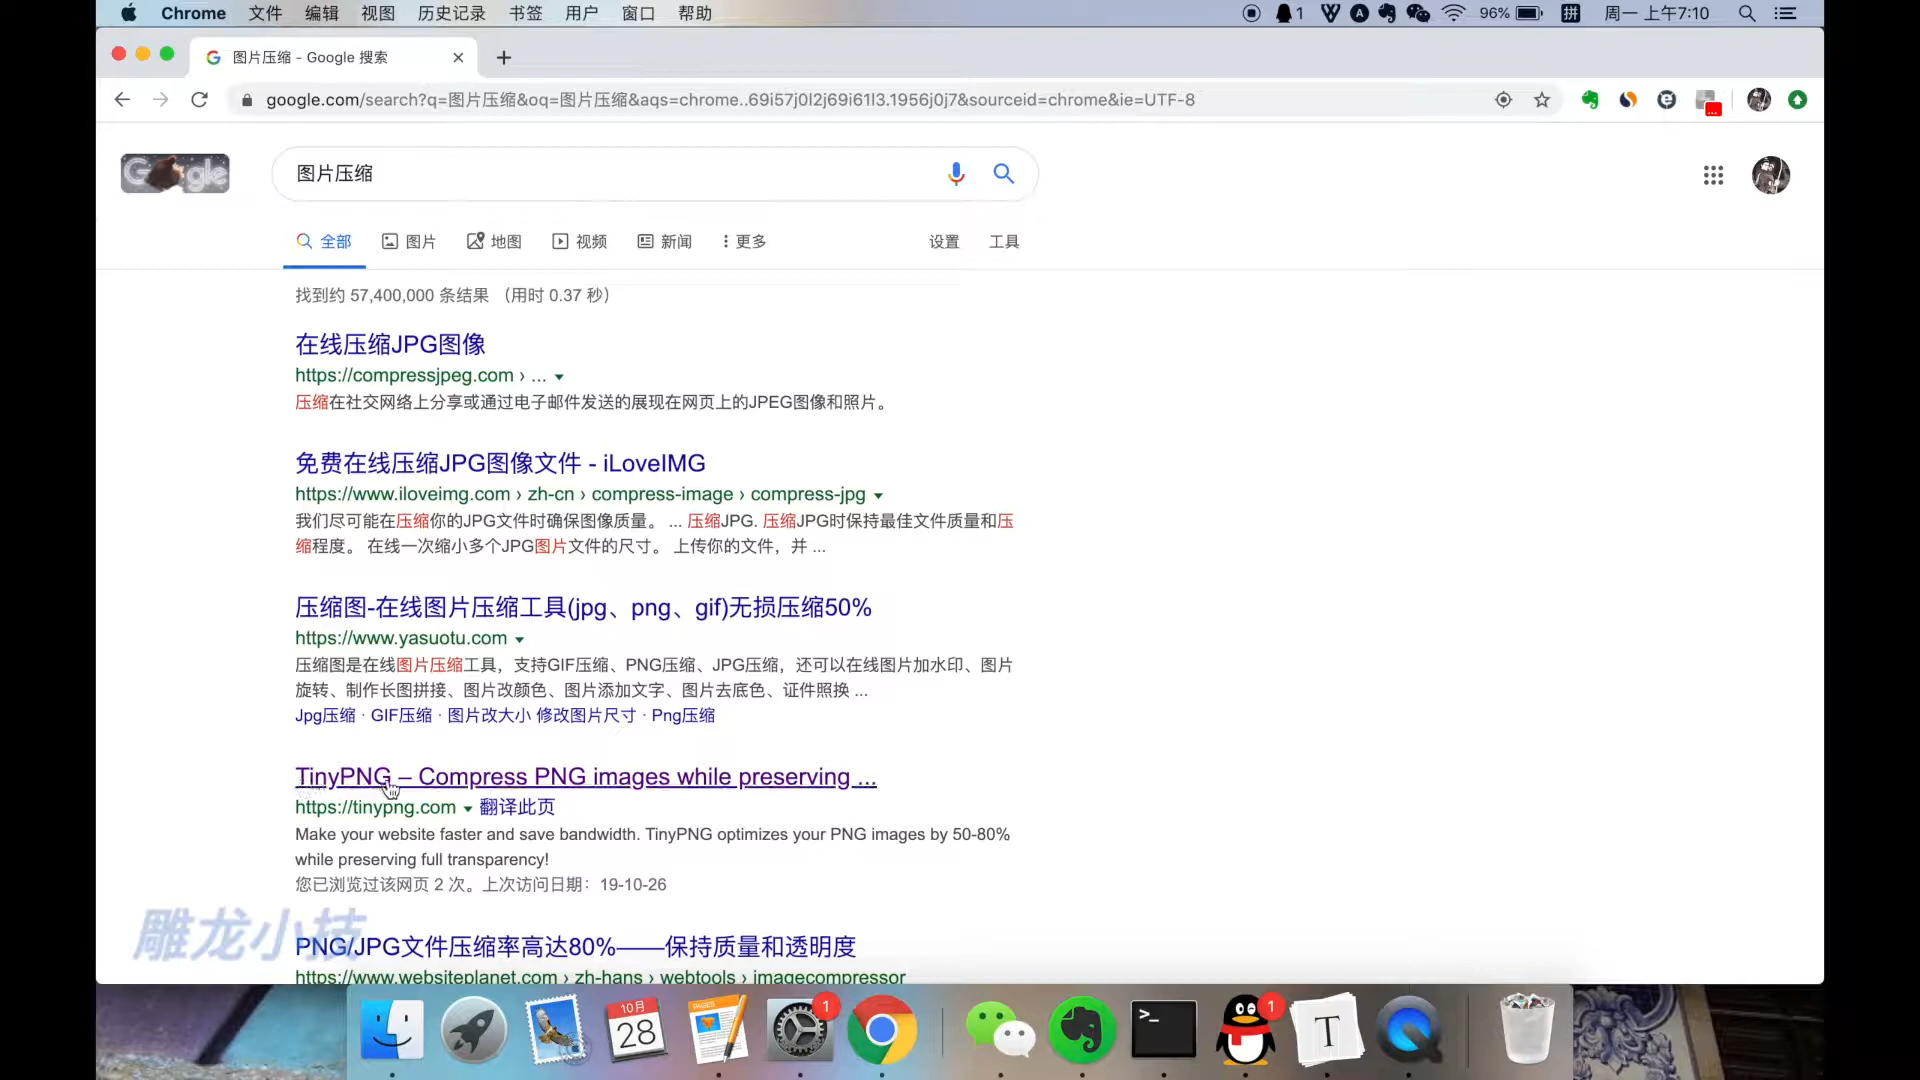 Chrome 文件 编辑 视图 历史记录 书签 用户 窗口 帮助 1 96% 拼 周一 上午7:10
图片压缩 - Google 搜索
google.com/search?q=图片压缩&oq=图片压缩&aqs=chrome..69i57j0l2j69i61l3.1956j0j7&sourceid=chrome&ie=UTF-8
Google 图片压缩
全部 图片 地图 视频 新闻 更多 设置 工具
找到约 57,400,000 条结果 （用时 0.37 秒）
在线压缩JPG图像
https://compressjpeg.com › ...
压缩在社交网络上分享或通过电子邮件发送的展现在网页上的JPEG图像和照片。
免费在线压缩JPG图像文件 - iLoveIMG
https://www.iloveimg.com › zh-cn › compress-image › compress-jpg
我们尽可能在压缩你的JPG文件时确保图像质量。 ... 压缩JPG. 压缩JPG时保持最佳文件质量和压
缩程度。 在线一次缩小多个JPG图片文件的尺寸。 上传你的文件，并 ...
压缩图-在线图片压缩工具(jpg、png、gif)无损压缩50%
https://www.yasuotu.com
压缩图是在线图片压缩工具，支持GIF压缩、PNG压缩、JPG压缩，还可以在线图片加水印、图片
旋转、制作长图拼接、图片改颜色、图片添加文字、图片去底色、证件照换 ...
Jpg压缩 · GIF压缩 · 图片改大小 修改图片尺寸 · Png压缩
TinyPNG – Compress PNG images while preserving ...
https://tinypng.com 翻译此页
Make your website faster and save bandwidth. TinyPNG optimizes your PNG images by 50-80%
while preserving full transparency!
您已浏览过该网页 2 次。上次访问日期：19-10-26
雕龙小技
PNG/JPG文件压缩率高达80%——保持质量和透明度
https://www.websiteplanet.com › zh-hans › webtools › imagecompressor
10月
28
PAGES
1
>_
1
T